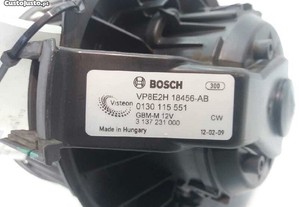 CustoJusto.pt
BOSCH
300
VP8E2H 18456-AB
Visteon
0130 115 551
GBM-M 12V
CW
3 137 231 000
Made in Hungary
12-02-09